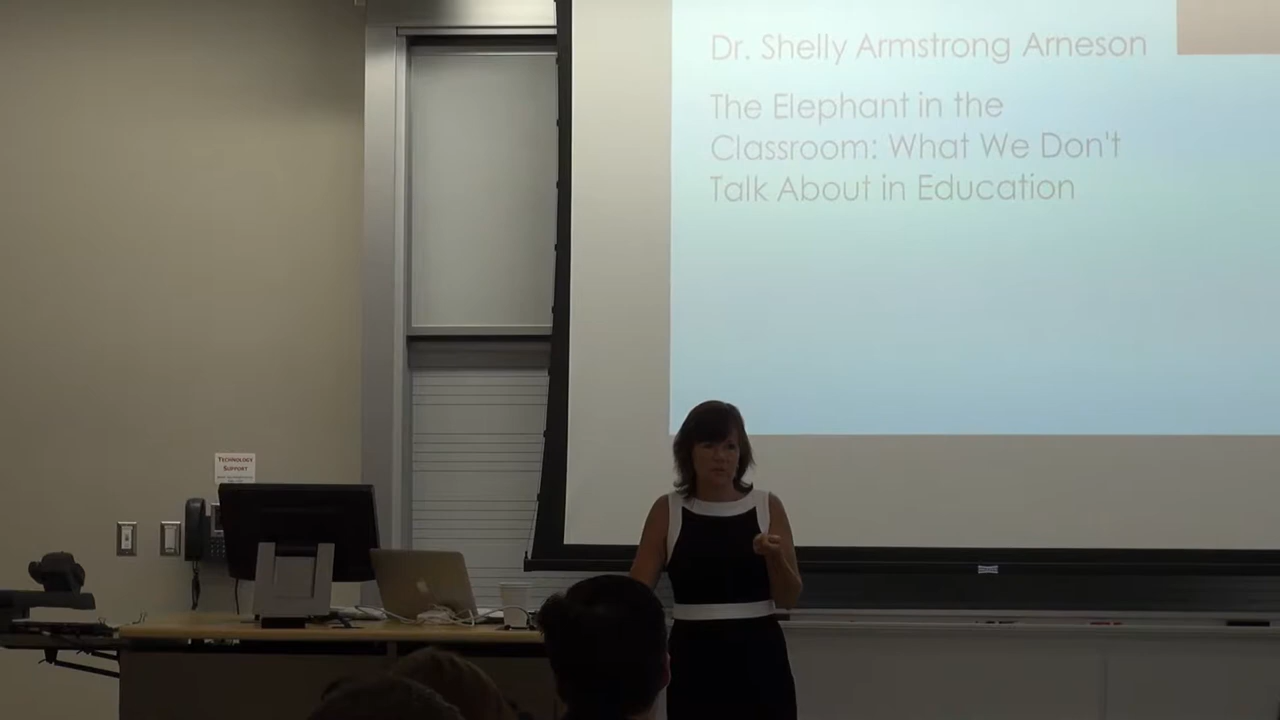 Dr. Shelly Armstrong Arneson
The Elephant in the
Classroom: What We Don't
Talk About in Education
TECHNOLOGY
SUPPORT